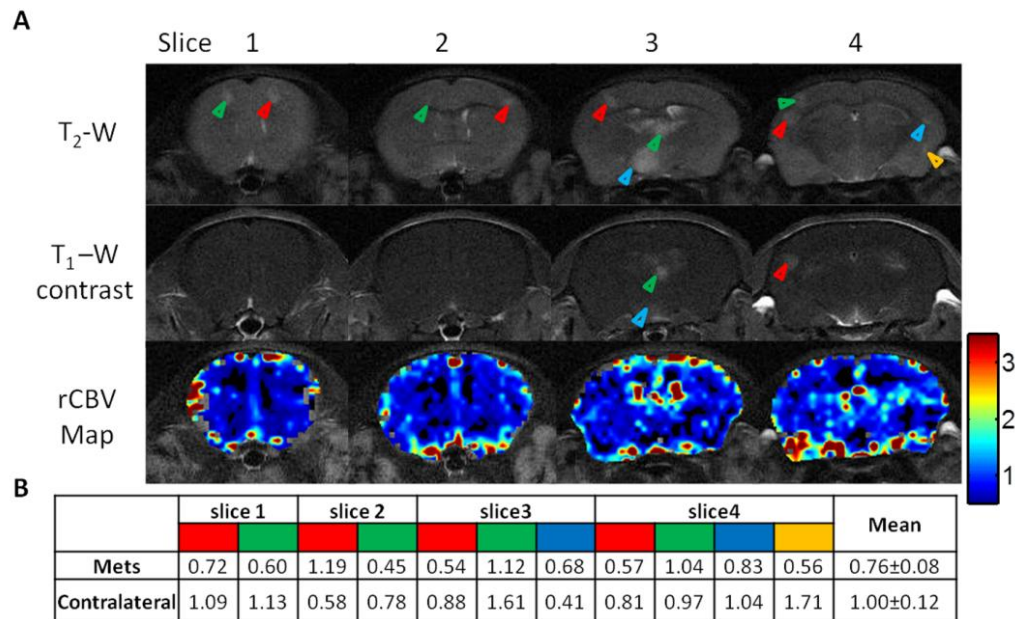 A
Slice 1 2 3 4
T2-W
T1–W
contrast
rCBV
Map
3
2
1
B
slice 1 slice 2 slice3 slice4 Mean
Mets 0.72 0.60 1.19 0.45 0.54 1.12 0.68 0.57 1.04 0.83 0.56 0.76±0.08
Contralateral 1.09 1.13 0.58 0.78 0.88 1.61 0.41 0.81 0.97 1.04 1.71 1.00±0.12